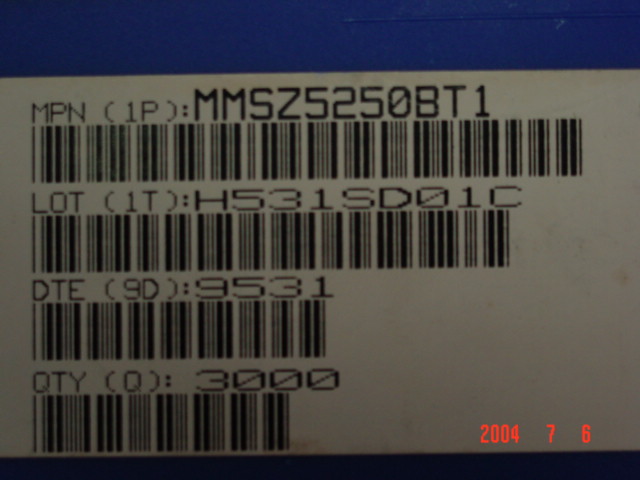 MPN (1P):MMSZ5250BT1
LOT (1T):H531SD01C
DTE (9D):9531
QTY (Q): 3000
2004 7 6